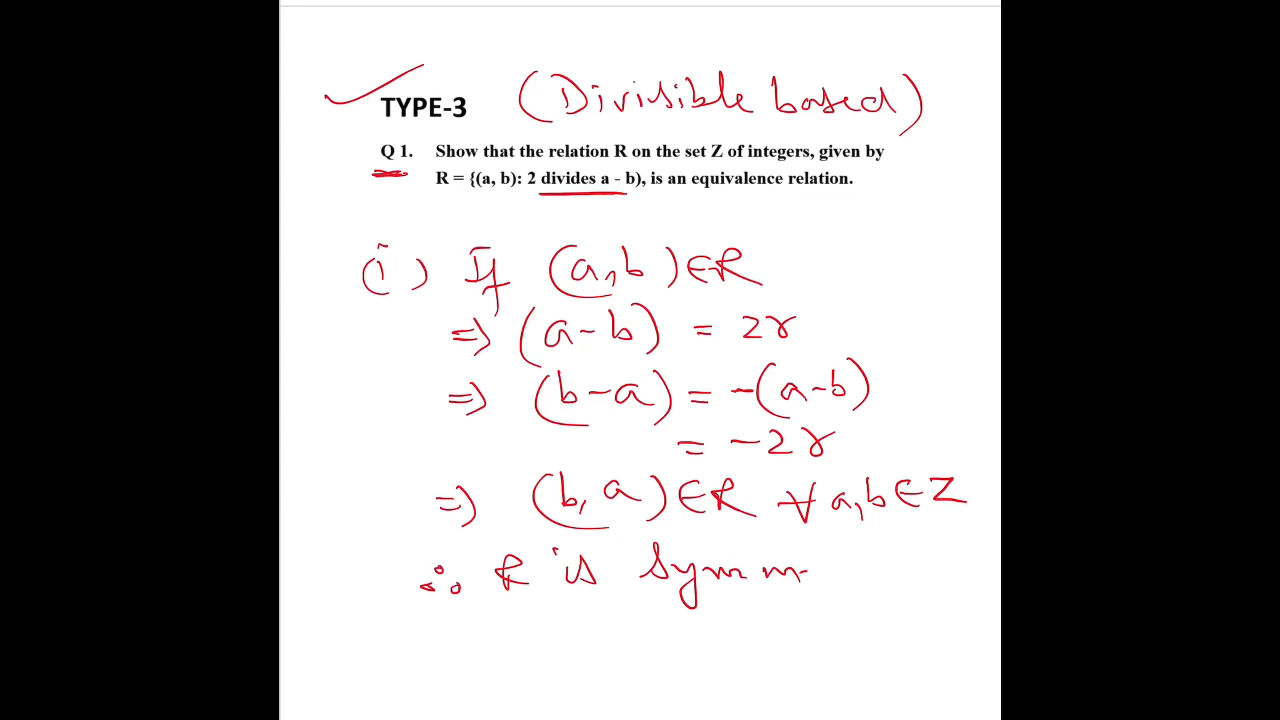 TYPE-3 (Divisible based)
Q 1. Show that the relation R on the set Z of integers, given by
R = {(a, b): 2 divides a - b), is an equivalence relation.
(i) If (a,b) ∈ R
⇒ (a-b) = 2r
⇒ (b-a) = -(a-b)
= -2r
⇒ (b, a) ∈ R ∀ a,b ∈ Z
∴ R is symm